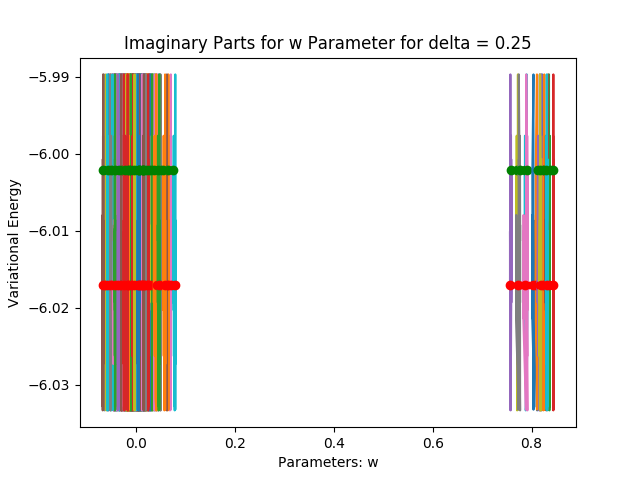 Imaginary Parts for w Parameter for delta = 0.25
−5.99
−6.00
−6.01
−6.02
−6.03
Variational Energy
0.0 0.2 0.4 0.6 0.8
Parameters: w